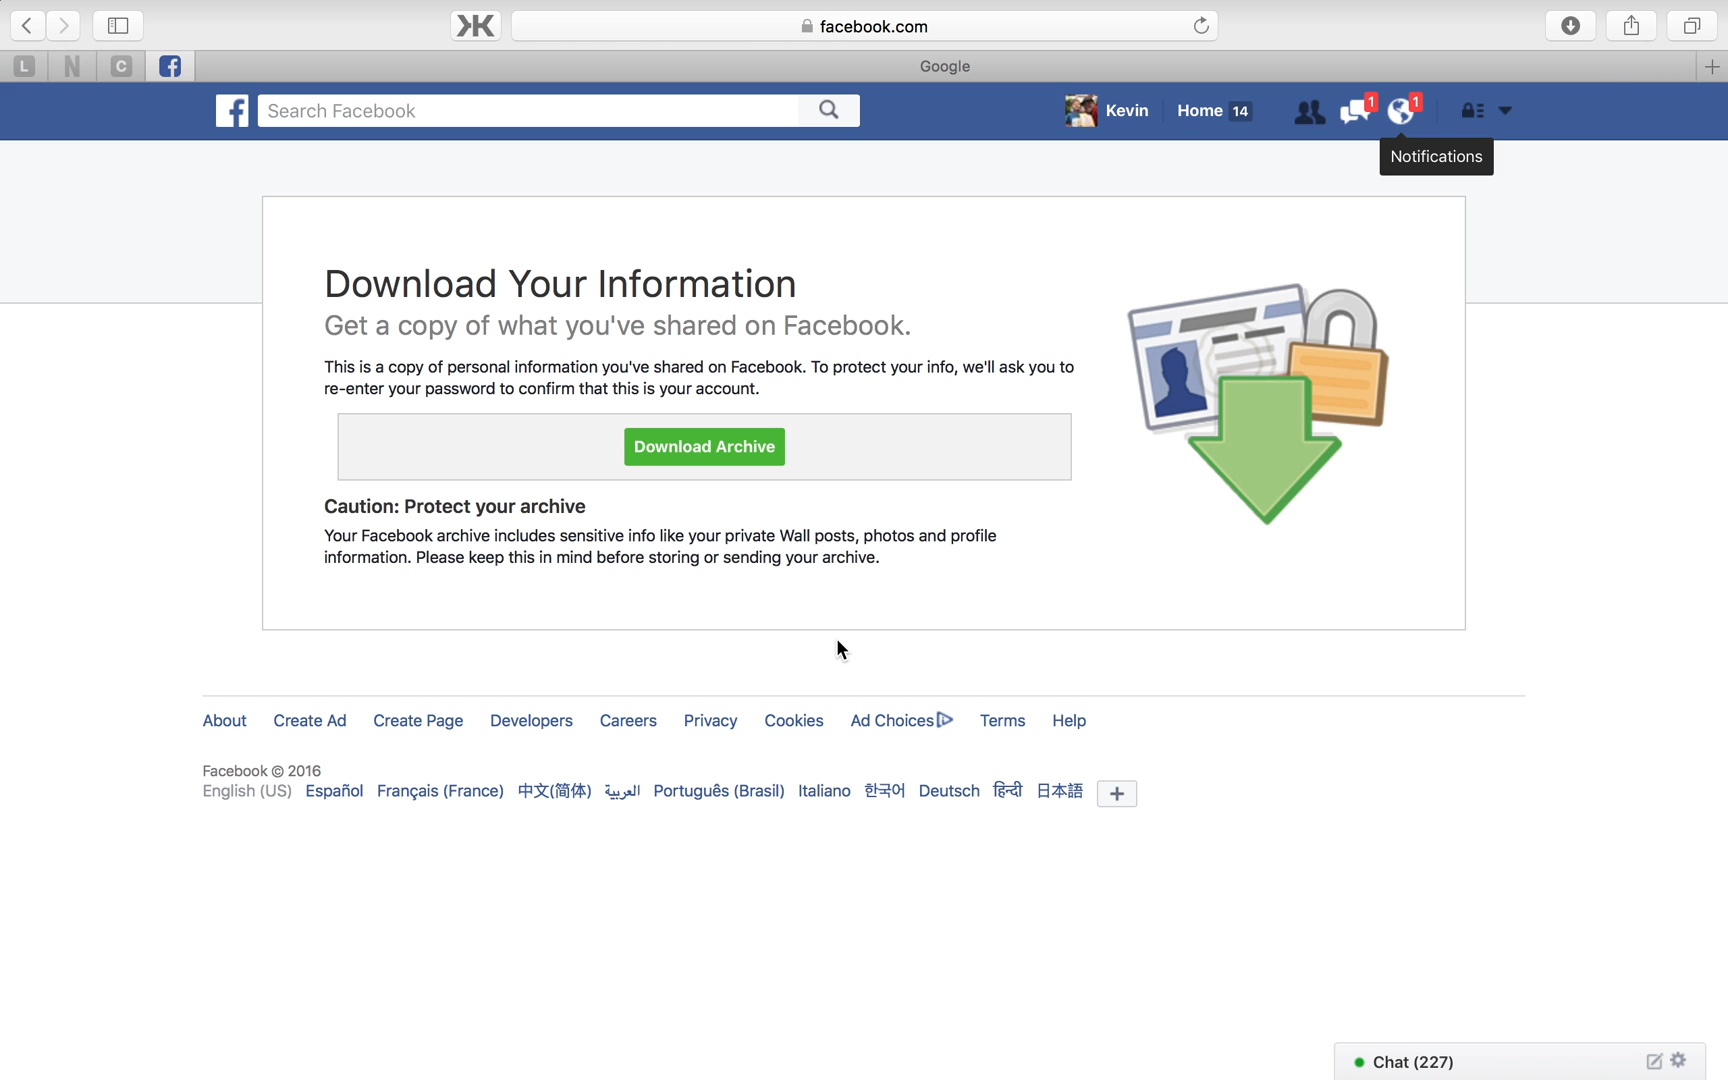 facebook.com
L
N
C
Google
Search Facebook
Kevin
Home 14
1
1
Notifications
Download Your Information
Get a copy of what you've shared on Facebook.
This is a copy of personal information you've shared on Facebook. To protect your info, we'll ask you to
re-enter your password to confirm that this is your account.
Download Archive
Caution: Protect your archive
Your Facebook archive includes sensitive info like your private Wall posts, photos and profile
information. Please keep this in mind before storing or sending your archive.
About Create Ad Create Page Developers Careers Privacy Cookies Ad Choices Terms Help
Facebook © 2016
English (US) Español Français (France) 中文(简体) العربية Português (Brasil) Italiano 한국어 Deutsch हिन्दी 日本語
Chat (227)